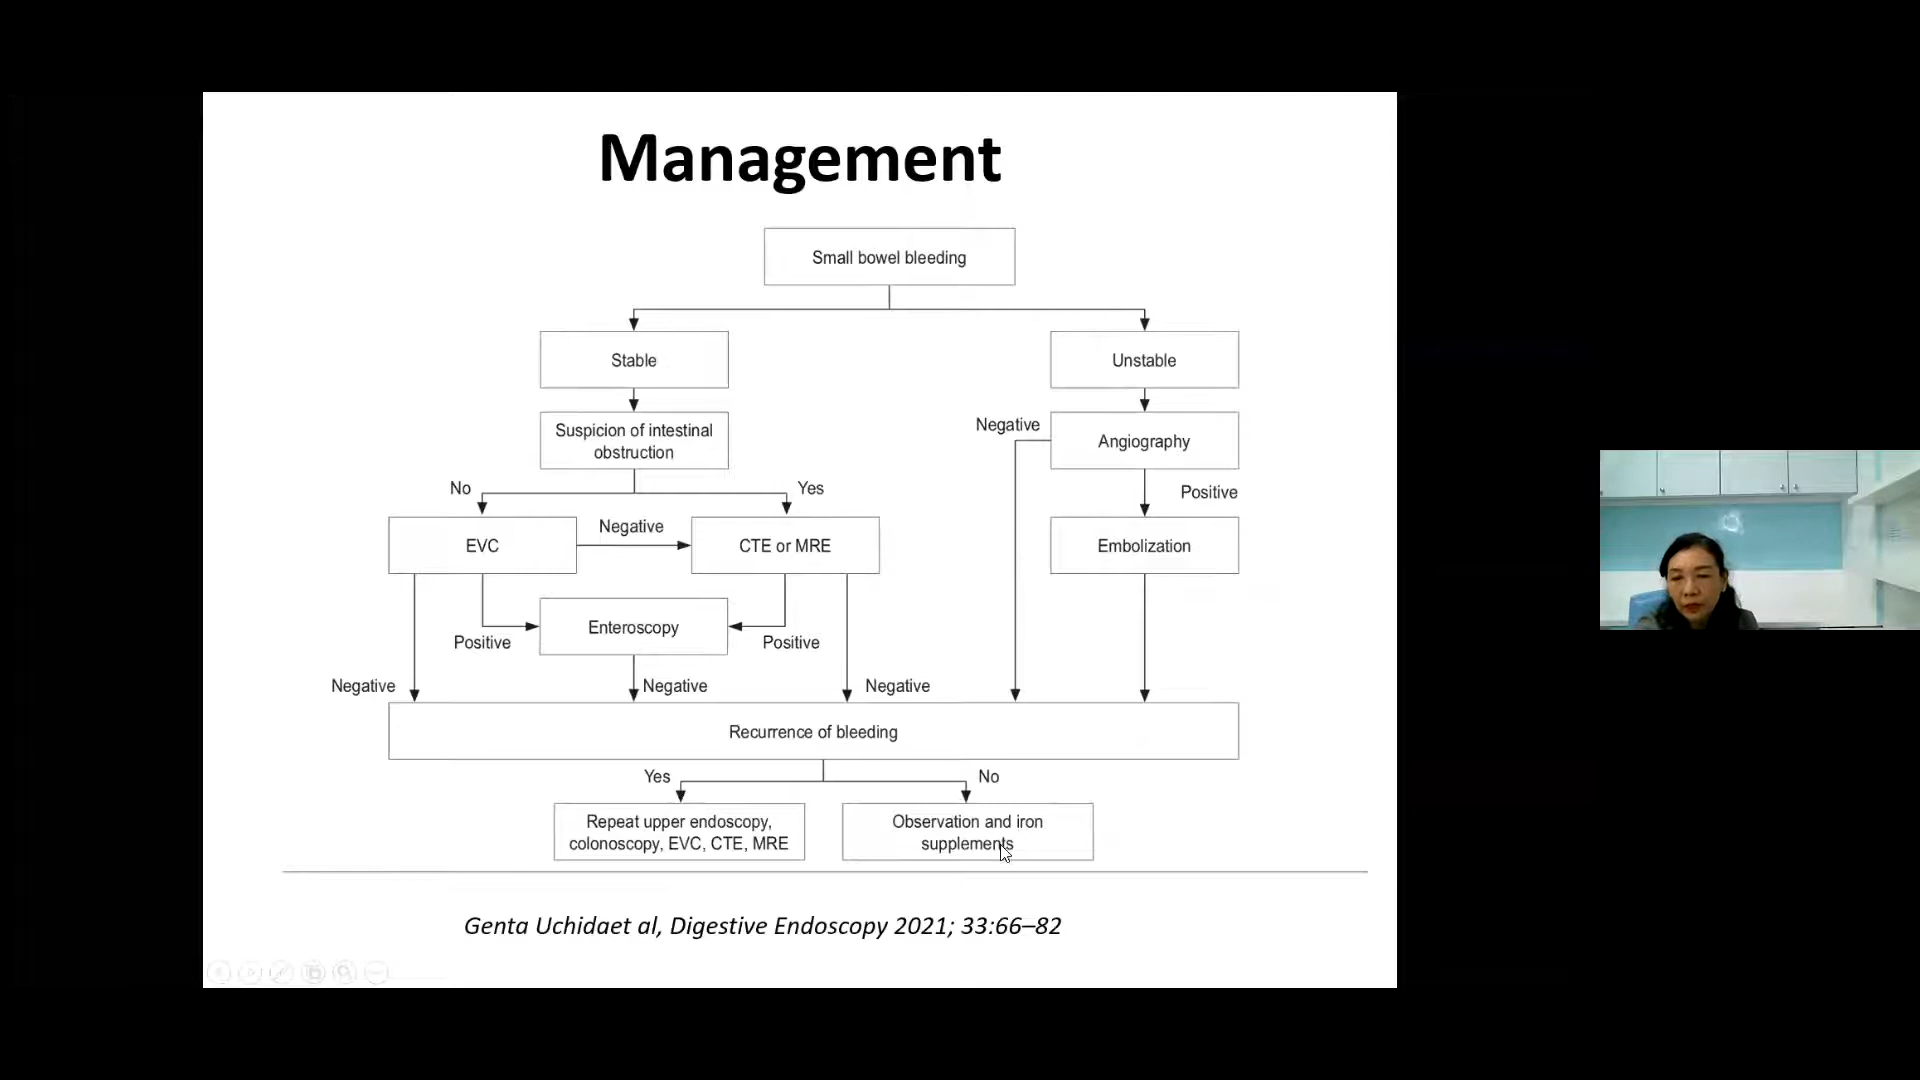 Management
Small bowel bleeding
Stable
Unstable
Suspicion of intestinal
obstruction
Negative
Angiography
No
Yes
Positive
EVC
Negative
CTE or MRE
Embolization
Enteroscopy
Positive
Positive
Negative
Negative
Negative
Recurrence of bleeding
Yes
No
Repeat upper endoscopy,
colonoscopy, EVC, CTE, MRE
Observation and iron
supplements
Genta Uchidaet al, Digestive Endoscopy 2021; 33:66–82